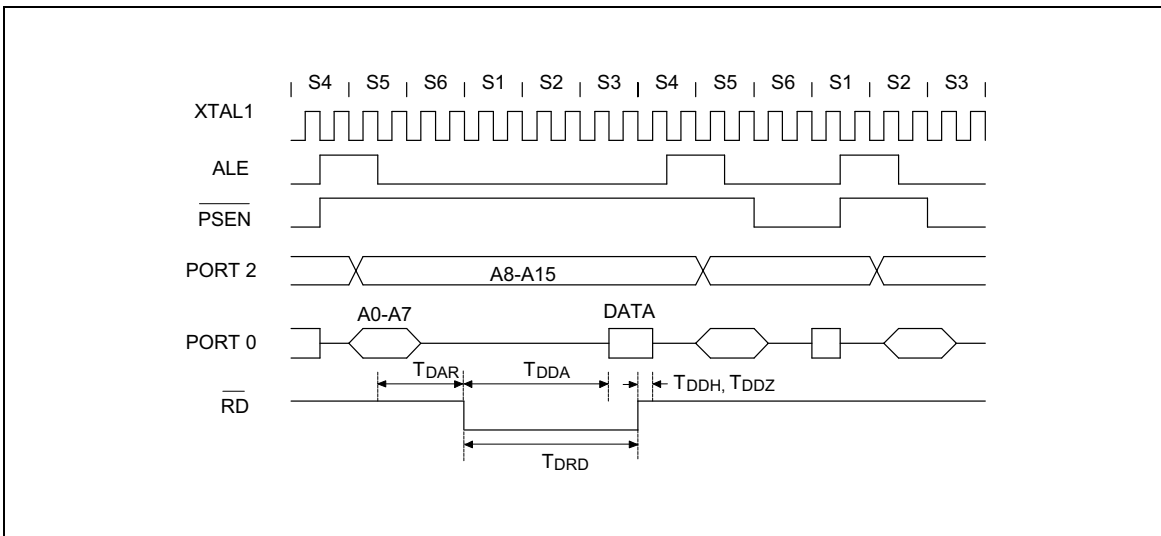 S4 S5 S6 S1 S2 S3 S4 S5 S6 S1 S2 S3
XTAL1
ALE
PSEN
PORT 2
A8-A15
A0-A7
DATA
PORT 0
TDAR
TDDA
TDDH, TDDZ
RD
TDRD